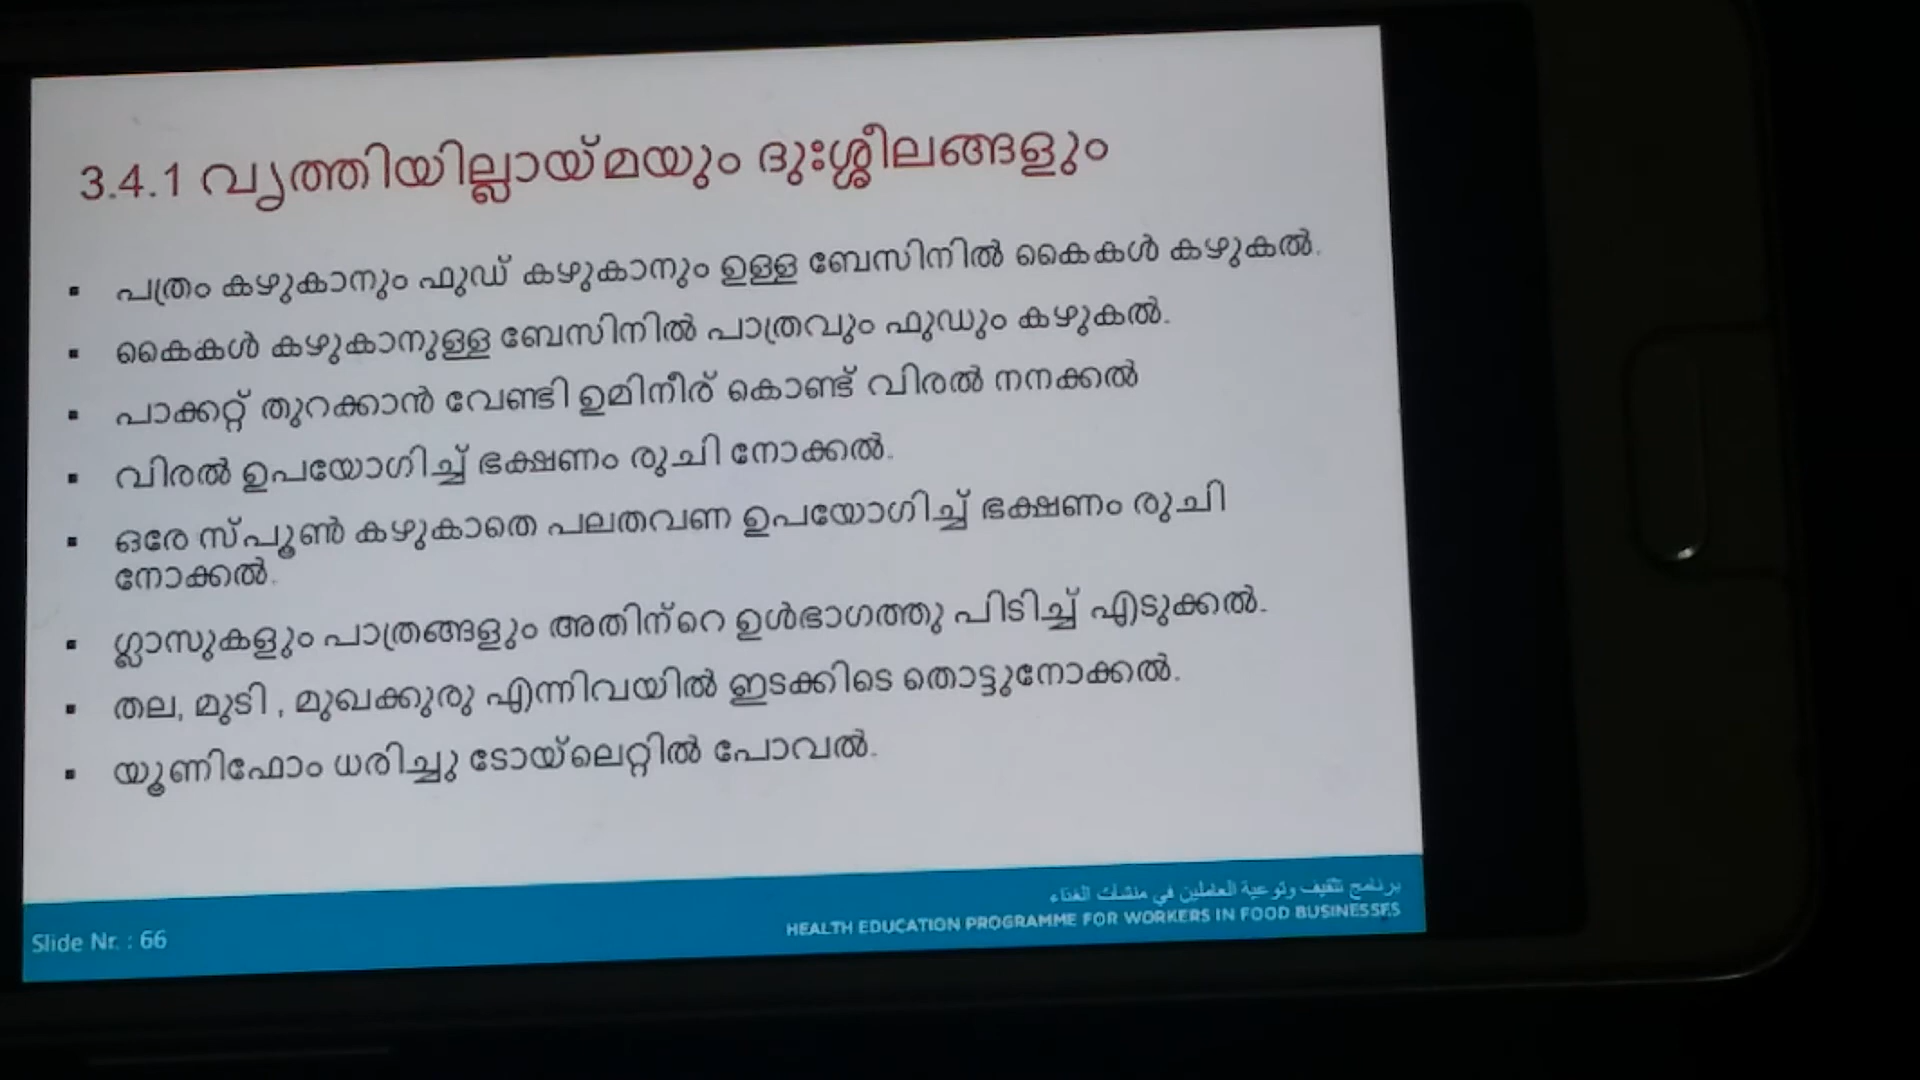 3.4.1 വൃത്തിയില്ലായ്മയും ദുഃശ്ശീലങ്ങളും
▪ പത്രം കഴുകാനും ഫുഡ് കഴുകാനും ഉള്ള ബേസിനിൽ കൈകൾ കഴുകൽ.
▪ കൈകൾ കഴുകാനുള്ള ബേസിനിൽ പാത്രവും ഫുഡും കഴുകൽ.
▪ പാക്കറ്റ് തുറക്കാൻ വേണ്ടി ഉമിനീര് കൊണ്ട് വിരൽ നനക്കൽ
▪ വിരൽ ഉപയോഗിച്ച് ഭക്ഷണം രുചി നോക്കൽ.
▪ ഒരേ സ്പൂൺ കഴുകാതെ പലതവണ ഉപയോഗിച്ച് ഭക്ഷണം രുചി
നോക്കൽ.
▪ ഗ്ലാസുകളും പാത്രങ്ങളും അതിന്റെ ഉൾഭാഗത്തു പിടിച്ച് എടുക്കൽ.
▪ തല, മുടി , മുഖക്കുരു എന്നിവയിൽ ഇടക്കിടെ തൊട്ടുനോക്കൽ.
▪ യൂണിഫോം ധരിച്ചു ടോയ്ലെറ്റിൽ പോവൽ.
برنامج تثقيف وتوعية العاملين في منشآت الغذاء
HEALTH EDUCATION PROGRAMME FOR WORKERS IN FOOD BUSINESSES
Slide Nr. : 66